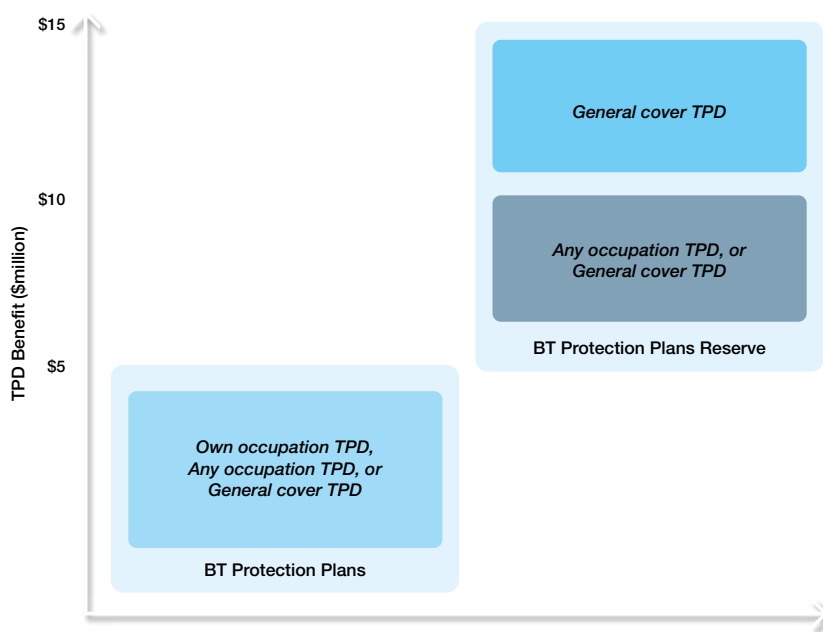 $15
General cover TPD
$10
Any occupation TPD, or
General cover TPD
BT Protection Plans Reserve
TPD Benefit ($million)
$5
Own occupation TPD,
Any occupation TPD, or
General cover TPD
BT Protection Plans